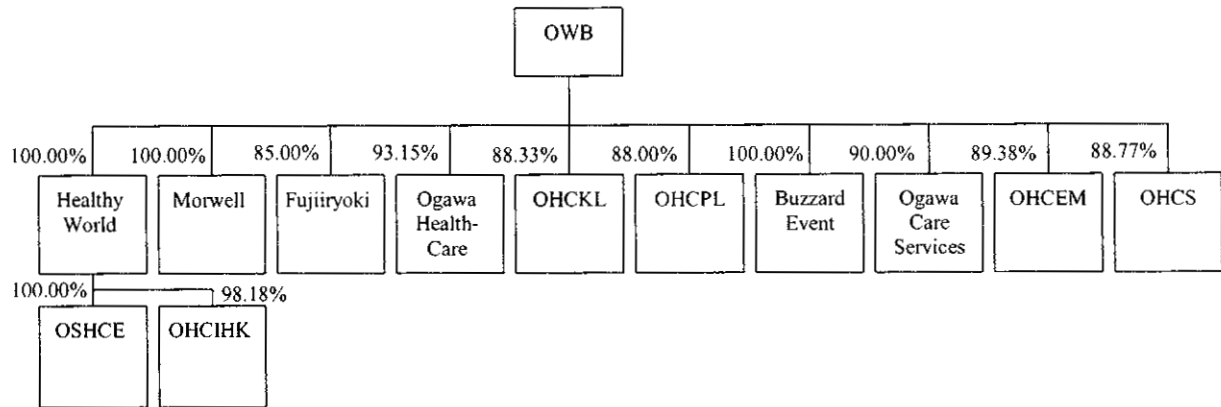 OWB
100.00%
100.00%
85.00%
93.15%
88.33%
88.00%
100.00%
90.00%
89.38%
88.77%
Healthy
World
Morwell
Fujiiryoki
Ogawa
Health-
Care
OHCKL
OHCPL
Buzzard
Event
Ogawa
Care
Services
OHCEM
OHCS
100.00%
98.18%
OSHCE
OHCIHK